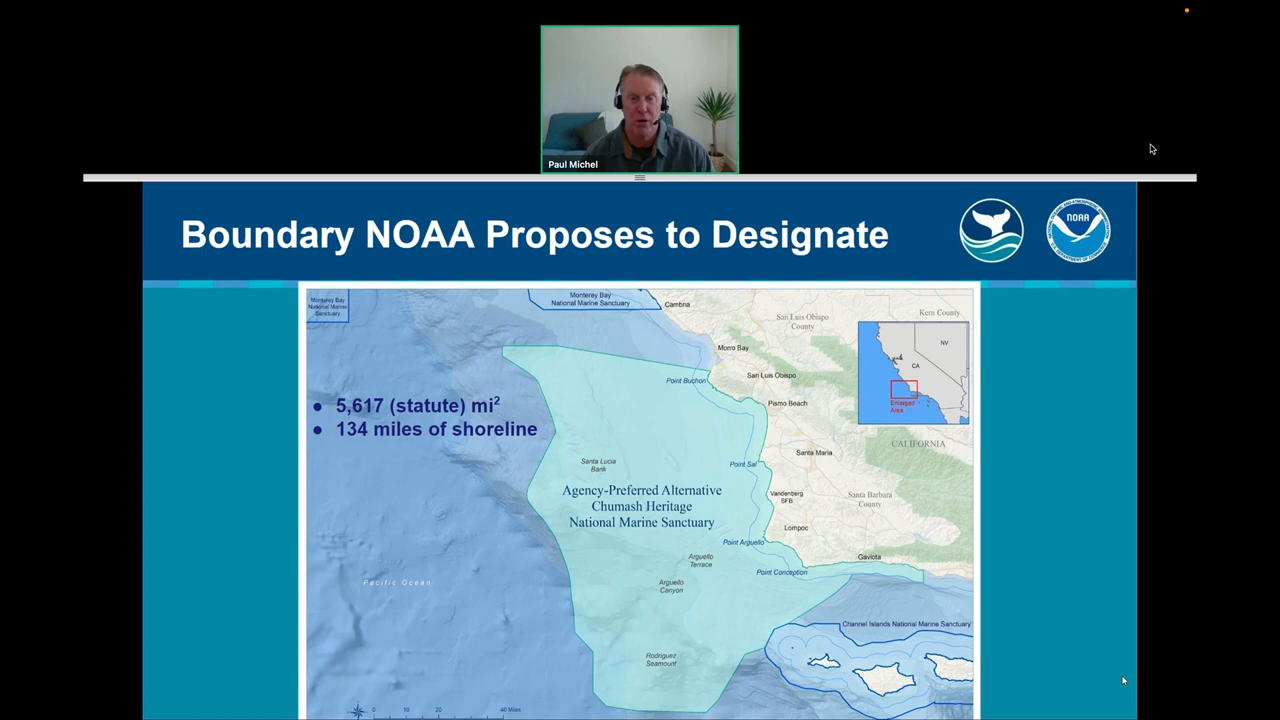 Paul Michel
Boundary NOAA Proposes to Designate
NOAA
Monterey Bay
National Marine
Sanctuary
Monterey Bay
National Marine Sanctuary
Cambria
San Luis Obispo
County
Kern County
NV
CA
Enlarged
Area
Morro Bay
San Luis Obispo
Point Buchon
Pismo Beach
● 5,617 (statute) mi²
● 134 miles of shoreline
CALIFORNIA
Santa Maria
Santa Lucia
Bank
Point Sal
Agency-Preferred Alternative
Chumash Heritage
National Marine Sanctuary
Vandenberg
SFB
Santa Barbara
County
Lompoc
Point Arguello
Arguello
Terrace
Gaviota
Point Conception
Pacific Ocean
Arguello
Canyon
Channel Islands National Marine Sanctuary
Rodriguez
Seamount
0 10 20 40 Miles